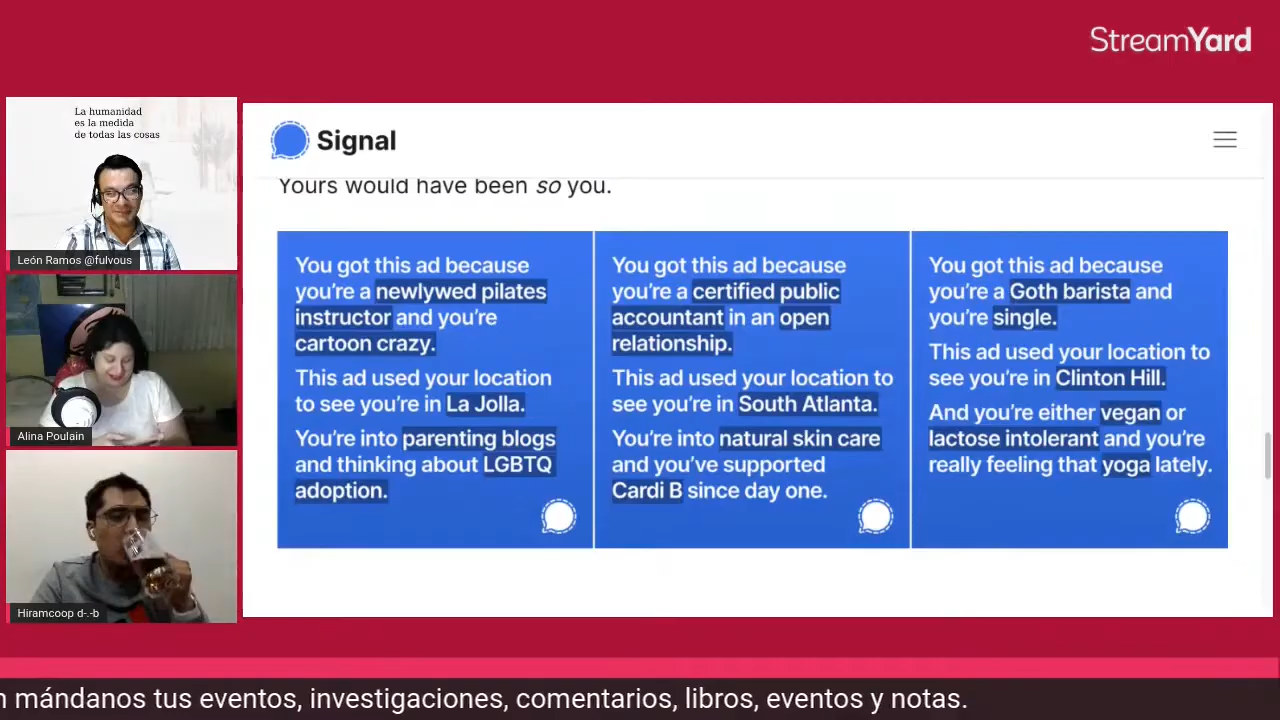 StreamYard
La humanidad
es la medida
de todas las cosas
León Ramos @fulvous
Alina Poulain
Hiramcoop d-.-b
Signal
Yours would have been so you.
You got this ad because
you're a newlywed pilates
instructor and you're
cartoon crazy.
This ad used your location
to see you're in La Jolla.
You're into parenting blogs
and thinking about LGBTQ
adoption.
You got this ad because
you're a certified public
accountant in an open
relationship.
This ad used your location to
see you're in South Atlanta.
You're into natural skin care
and you've supported
Cardi B since day one.
You got this ad because
you're a Goth barista and
you're single.
This ad used your location to
see you're in Clinton Hill.
And you're either vegan or
lactose intolerant and you're
really feeling that yoga lately.
mándanos tus eventos, investigaciones, comentarios, libros, eventos y notas.